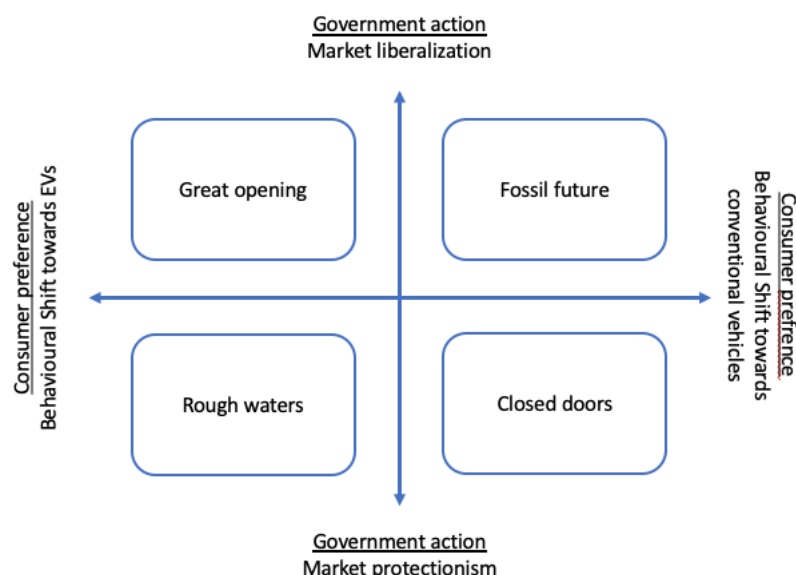 Government action
Market liberalization
Great opening
Fossil future
Consumer preference
Behavioural Shift towards EVs
Consumer prefrence
Behavioural Shift towards
conventional vehicles
Rough waters
Closed doors
Government action
Market protectionism